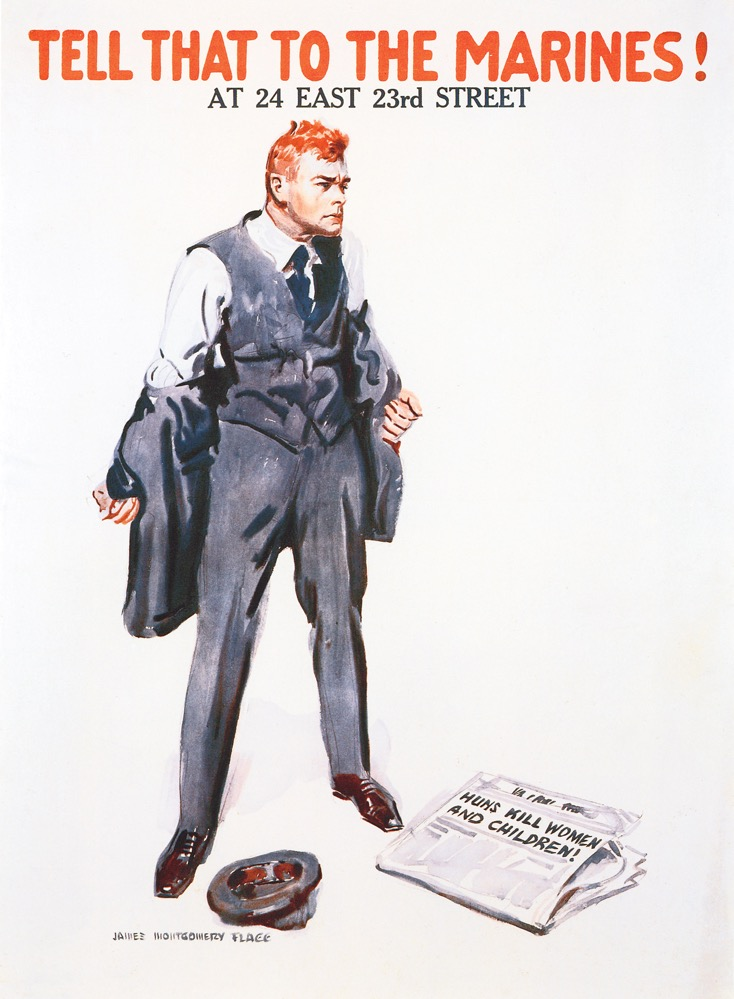 TELL THAT TO THE MARINES!
AT 24 EAST 23rd STREET
HUNS KILL WOMEN
AND CHILDREN!
JAMES MONTGOMERY FLAGG